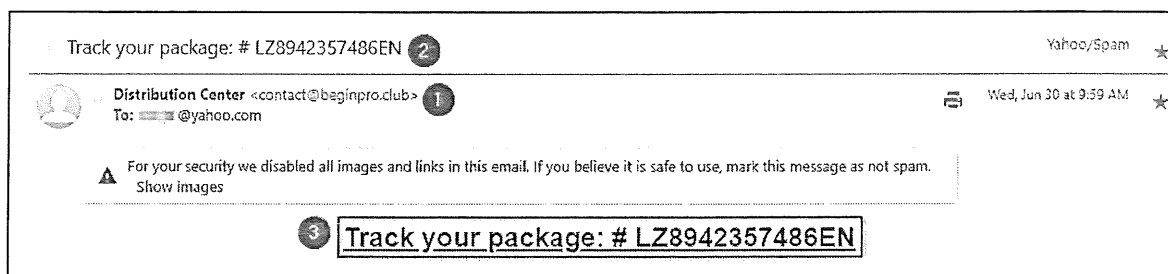 Track your package: # LZ8942357486EN 2 Yahoo/Spam
Distribution Center <contact@beginpro.club> 1 Wed, Jun 30 at 9:59 AM
To: @yahoo.com
For your security we disabled all images and links in this email. If you believe it is safe to use, mark this message as not spam.
Show images
3 Track your package: # LZ8942357486EN